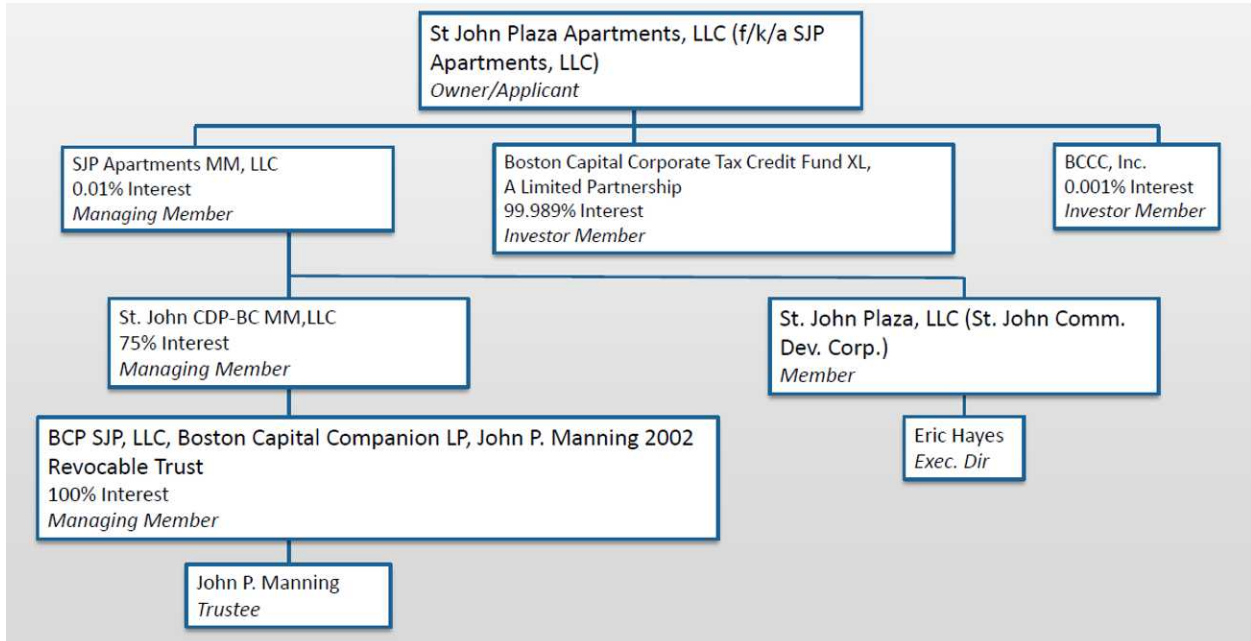 St John Plaza Apartments, LLC (f/k/a SJP
Apartments, LLC)
Owner/Applicant
SJP Apartments MM, LLC
0.01% Interest
Managing Member
Boston Capital Corporate Tax Credit Fund XL,
A Limited Partnership
99.989% Interest
Investor Member
BCCC, Inc.
0.001% Interest
Investor Member
St. John CDP-BC MM,LLC
75% Interest
Managing Member
St. John Plaza, LLC (St. John Comm.
Dev. Corp.)
Member
BCP SJP, LLC, Boston Capital Companion LP, John P. Manning 2002
Revocable Trust
100% Interest
Managing Member
Eric Hayes
Exec. Dir
John P. Manning
Trustee